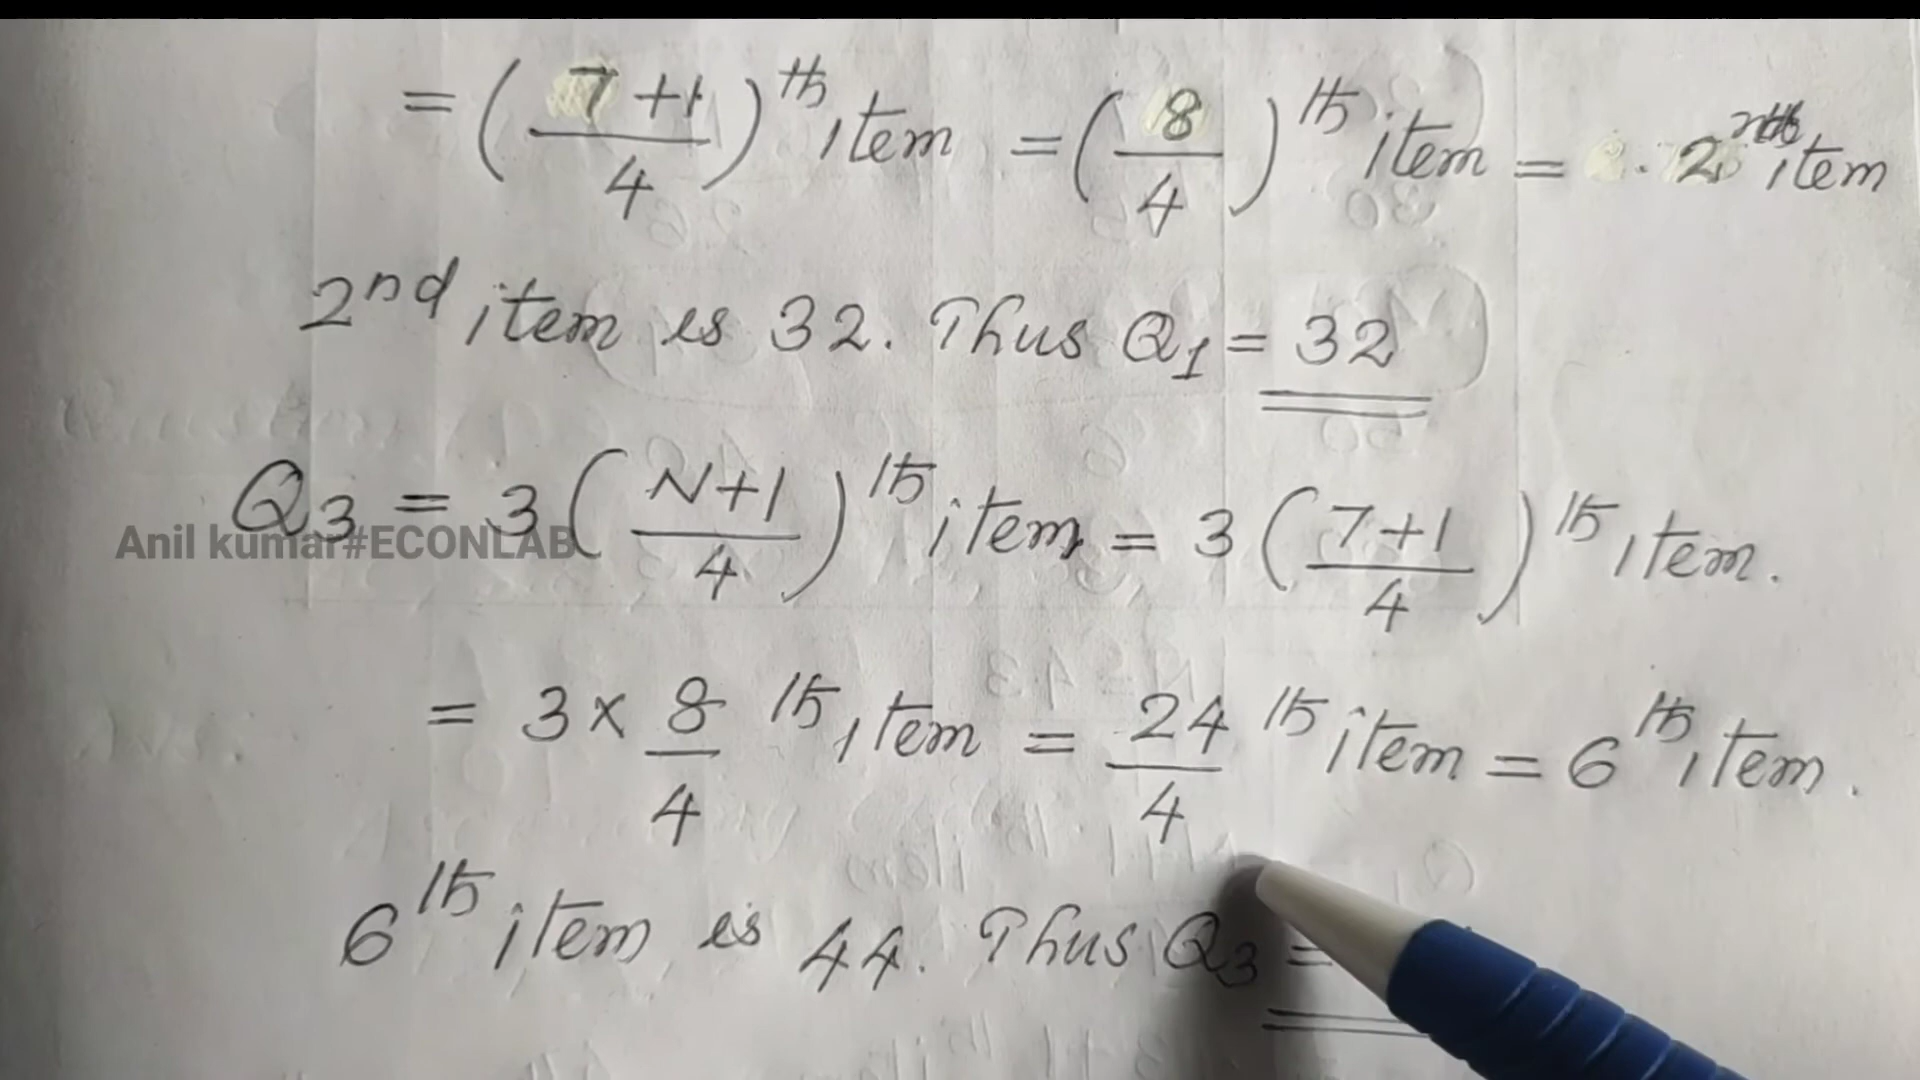 = (7+1/4)th item = (8/4)th item = 2nd item
2nd item is 32. Thus Q1 = 32
Q3 = 3(N+1/4)th item = 3(7+1/4)th item.
Anil kumar#ECONLAB
= 3 × 8/4 th item = 24/4 th item = 6th item.
6th item is 44. Thus Q3 =